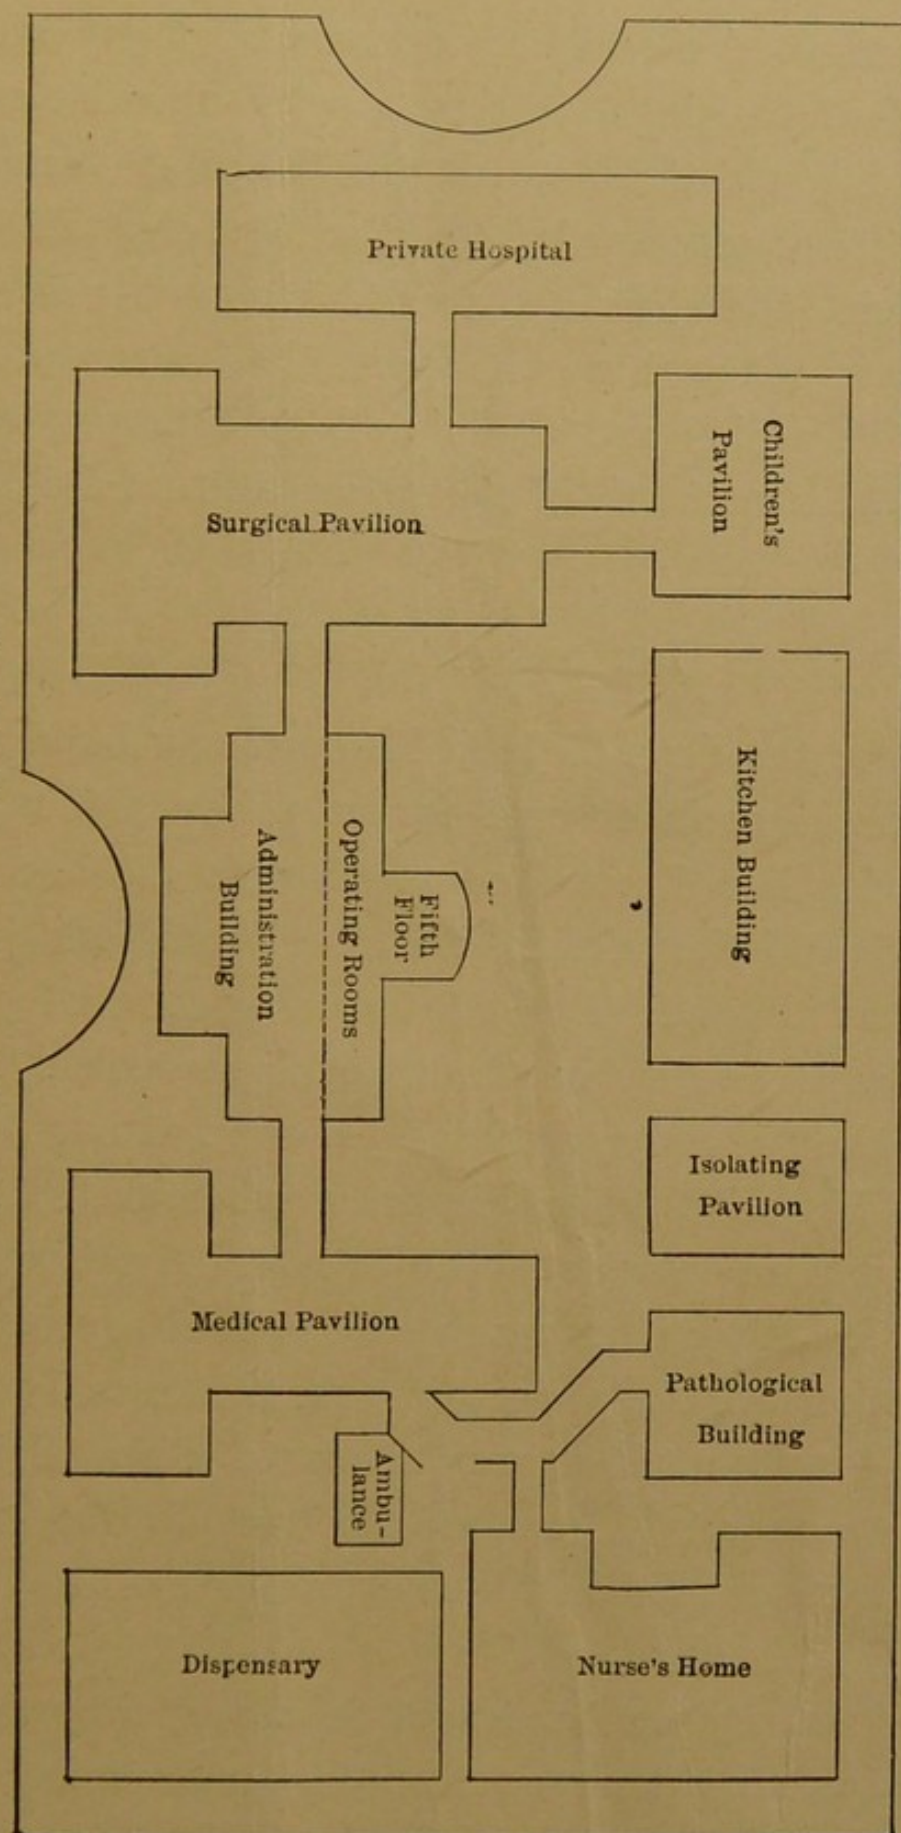 Private Hospital
Children's
Pavilion
Surgical Pavilion
Kitchen Building
Administration
Building
Operating Rooms
Fifth
Floor
Isolating
Pavilion
Medical Pavilion
Pathological
Building
Ambu-
lance
Dispensary
Nurse's Home